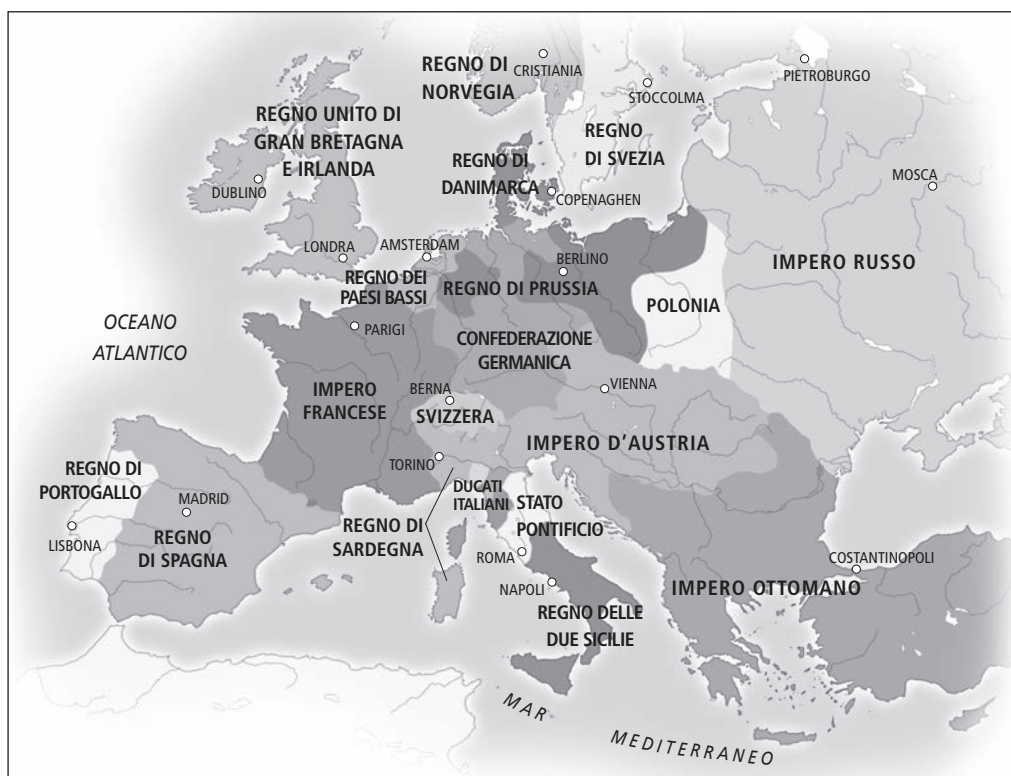 REGNO DI
NORVEGIA
CRISTIANIA
PIETROBURGO
STOCCOLMA
REGNO UNITO DI
GRAN BRETAGNA
E IRLANDA
REGNO
DI SVEZIA
REGNO DI
DANIMARCA
MOSCA
DUBLINO
COPENAGHEN
LONDRA
AMSTERDAM
BERLINO
IMPERO RUSSO
REGNO DEI
PAESI BASSI
REGNO DI PRUSSIA
POLONIA
OCEANO
ATLANTICO
PARIGI
CONFEDERAZIONE
GERMANICA
IMPERO
FRANCESE
BERNA
VIENNA
SVIZZERA
IMPERO D'AUSTRIA
TORINO
REGNO DI
PORTOGALLO
MADRID
DUCATI
ITALIANI
STATO
PONTIFICIO
LISBONA
REGNO
DI SPAGNA
REGNO DI
SARDEGNA
ROMA
COSTANTINOPOLI
NAPOLI
IMPERO OTTOMANO
REGNO DELLE
DUE SICILIE
MAR
MEDITERRANEO